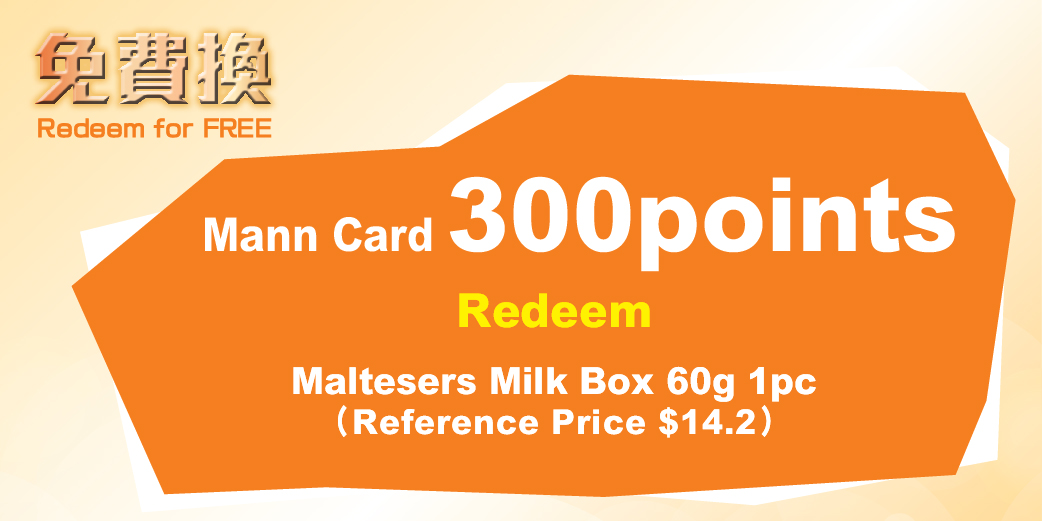 免費換
Redeem for FREE
Mann Card 300points
Redeem
Maltesers Milk Box 60g 1pc
（Reference Price $14.2）